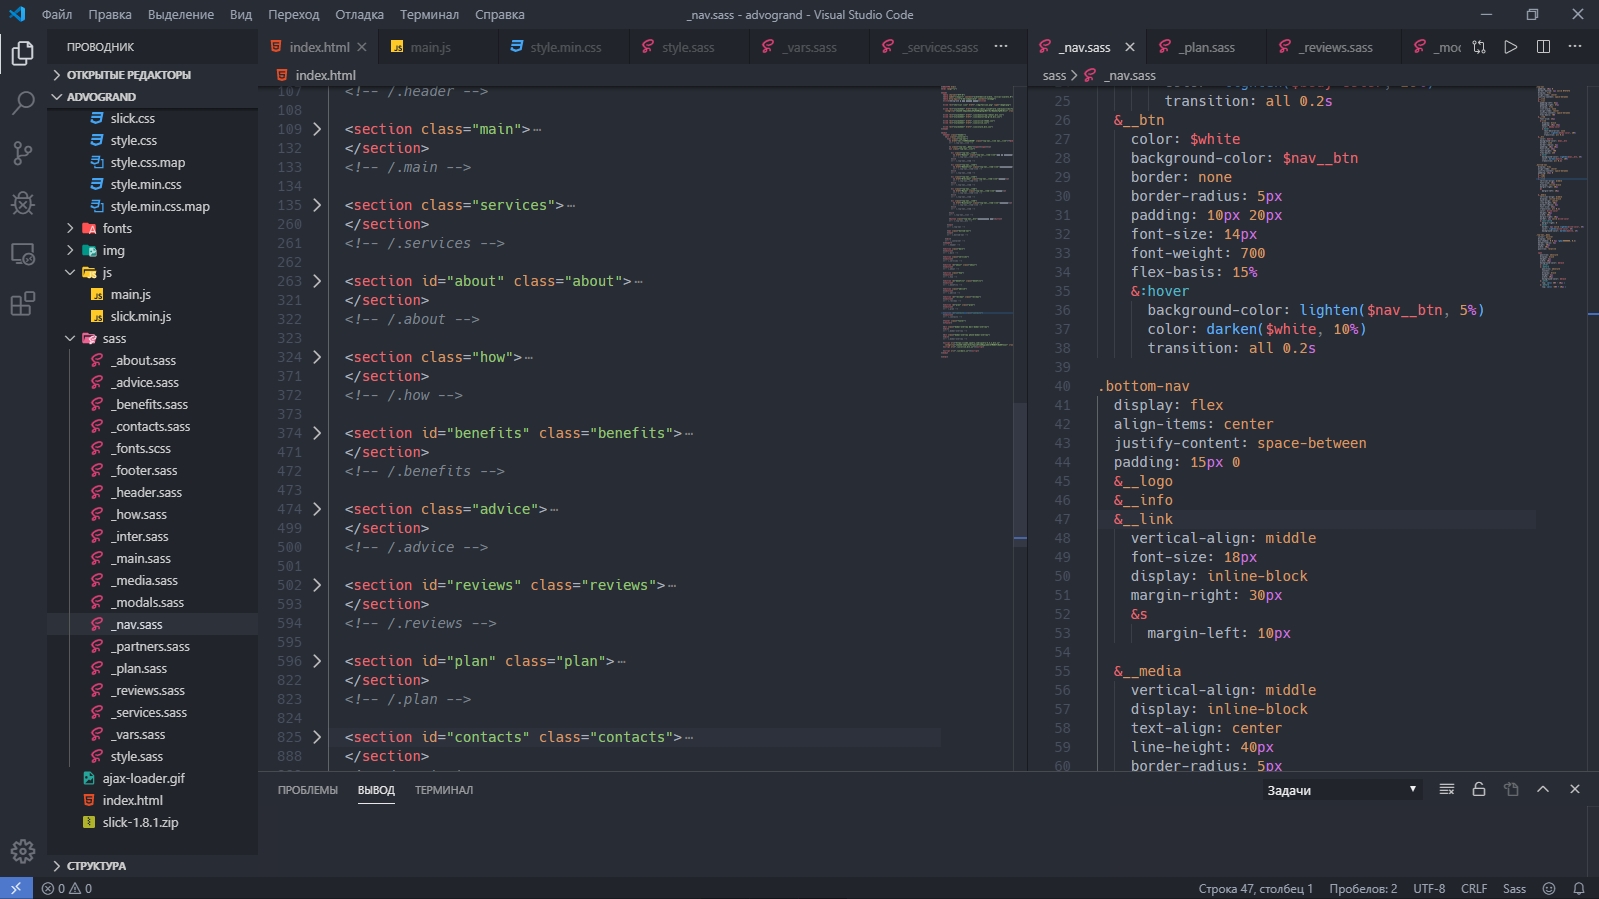 Файл Правка Выделение Вид Переход Отладка Терминал Справка
_nav.sass - advogrand - Visual Studio Code
ПРОВОДНИК
ОТКРЫТЫЕ РЕДАКТОРЫ
ADVOGRAND
slick.css
style.css
style.css.map
style.min.css
style.min.css.map
fonts
img
js
main.js
slick.min.js
sass
_about.sass
_advice.sass
_benefits.sass
_contacts.sass
_fonts.scss
_footer.sass
_header.sass
_how.sass
_inter.sass
_main.sass
_media.sass
_modals.sass
_nav.sass
_partners.sass
_plan.sass
_reviews.sass
_services.sass
_vars.sass
style.sass
ajax-loader.gif
index.html
slick-1.8.1.zip
СТРУКТУРА
index.html main.js style.min.css style.sass _vars.sass _services.sass
index.html
107 <!-- /.header -->
108
109 <section class="main">
132 </section>
133 <!-- /.main -->
134
135 <section class="services">
260 </section>
261 <!-- /.services -->
262
263 <section id="about" class="about">
321 </section>
322 <!-- /.about -->
323
324 <section class="how">
371 </section>
372 <!-- /.how -->
373
374 <section id="benefits" class="benefits">
471 </section>
472 <!-- /.benefits -->
473
474 <section class="advice">
499 </section>
500 <!-- /.advice -->
501
502 <section id="reviews" class="reviews">
593 </section>
594 <!-- /.reviews -->
595
596 <section id="plan" class="plan">
822 </section>
823 <!-- /.plan -->
824
825 <section id="contacts" class="contacts">
888 </section>
_nav.sass _plan.sass _reviews.sass _mo
sass > _nav.sass
25 transition: all 0.2s
26 &__btn
27 color: $white
28 background-color: $nav__btn
29 border: none
30 border-radius: 5px
31 padding: 10px 20px
32 font-size: 14px
33 font-weight: 700
34 flex-basis: 15%
35 &:hover
36 background-color: lighten($nav__btn, 5%)
37 color: darken($white, 10%)
38 transition: all 0.2s
39
40 .bottom-nav
41 display: flex
42 align-items: center
43 justify-content: space-between
44 padding: 15px 0
45 &__logo
46 &__info
47 &__link
48 vertical-align: middle
49 font-size: 18px
50 display: inline-block
51 margin-right: 30px
52 &s
53 margin-left: 10px
54
55 &__media
56 vertical-align: middle
57 display: inline-block
58 text-align: center
59 line-height: 40px
60 border-radius: 5px
ПРОБЛЕМЫ ВЫВОД ТЕРМИНАЛ
Задачи
0 0
Строка 47, столбец 1 Пробелов: 2 UTF-8 CRLF Sass